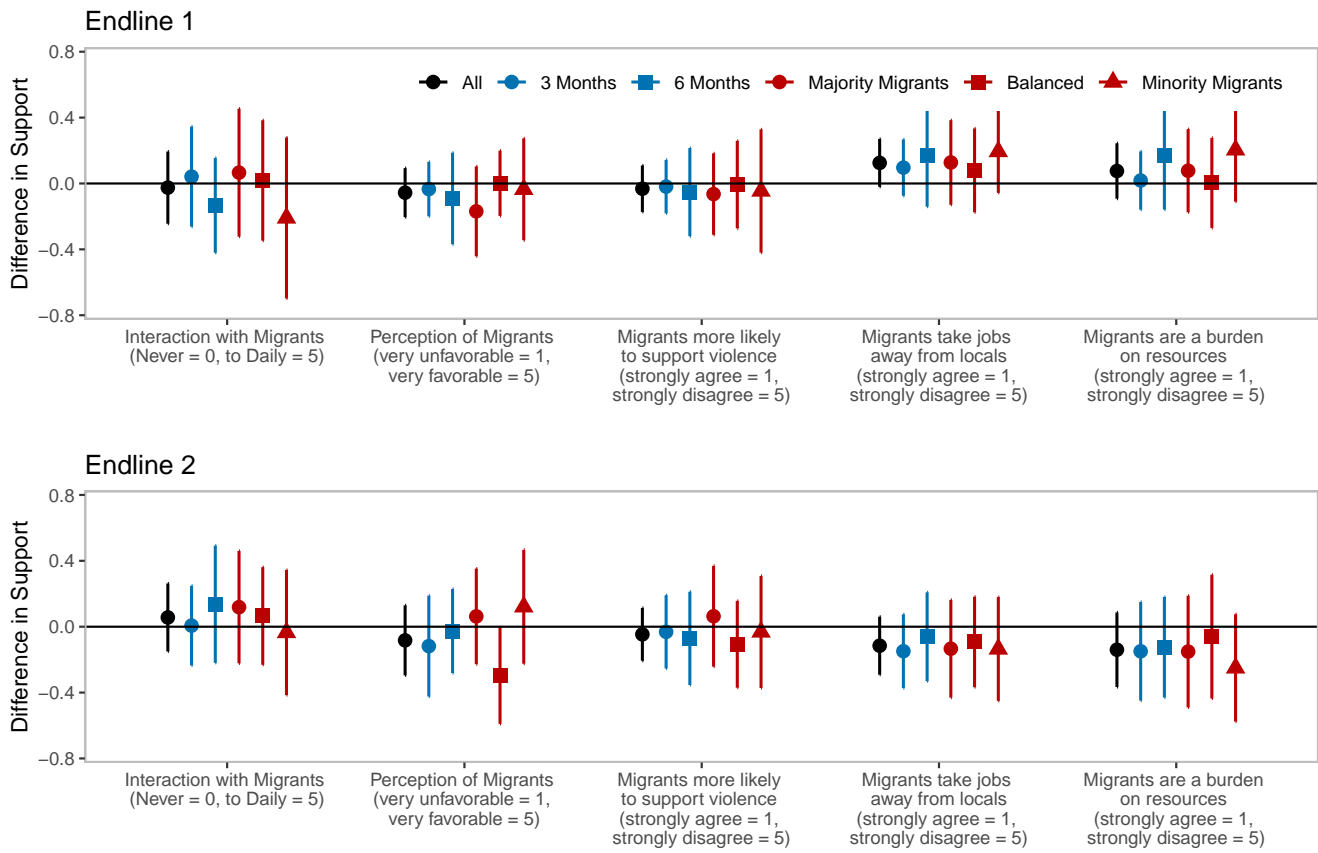 Endline 1
Difference in Support
0.8
0.4
0.0
−0.4
−0.8
All
3 Months
6 Months
Majority Migrants
Balanced
Minority Migrants
Interaction with Migrants
(Never = 0, to Daily = 5)
Perception of Migrants
(very unfavorable = 1,
very favorable = 5)
Migrants more likely
to support violence
(strongly agree = 1,
strongly disagree = 5)
Migrants take jobs
away from locals
(strongly agree = 1,
strongly disagree = 5)
Migrants are a burden
on resources
(strongly agree = 1,
strongly disagree = 5)
Endline 2
Difference in Support
0.8
0.4
0.0
−0.4
−0.8
Interaction with Migrants
(Never = 0, to Daily = 5)
Perception of Migrants
(very unfavorable = 1,
very favorable = 5)
Migrants more likely
to support violence
(strongly agree = 1,
strongly disagree = 5)
Migrants take jobs
away from locals
(strongly agree = 1,
strongly disagree = 5)
Migrants are a burden
on resources
(strongly agree = 1,
strongly disagree = 5)